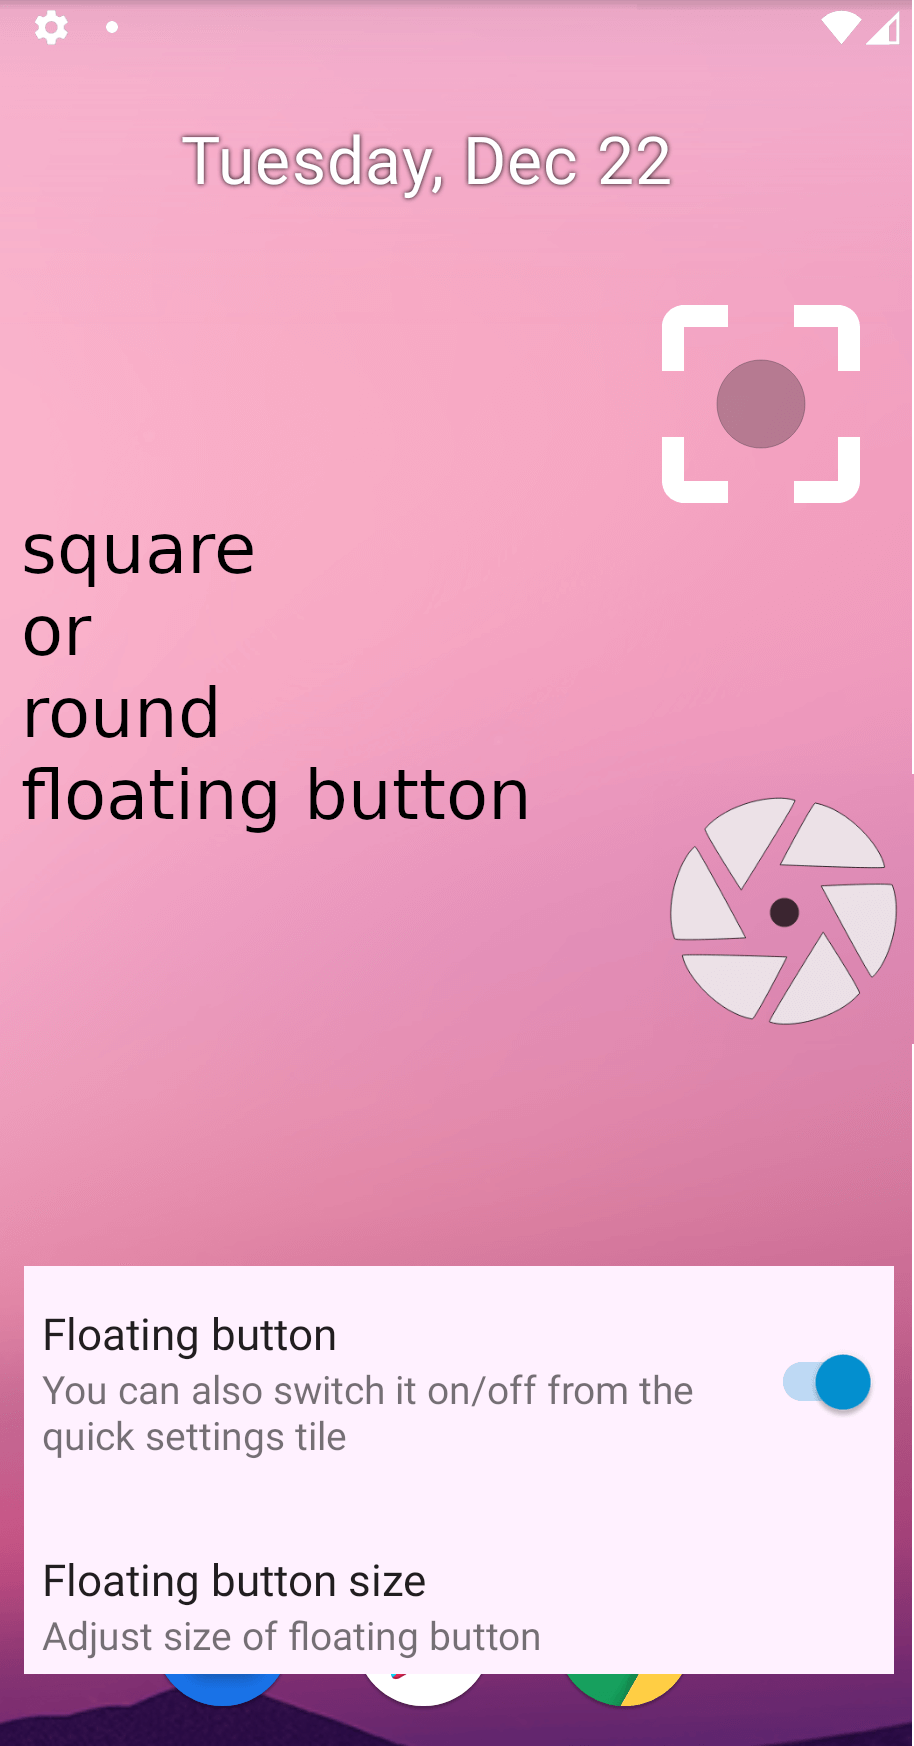 Tuesday, Dec 22
square
or
round
floating button
Floating button
You can also switch it on/off from the
quick settings tile
Floating button size
Adjust size of floating button